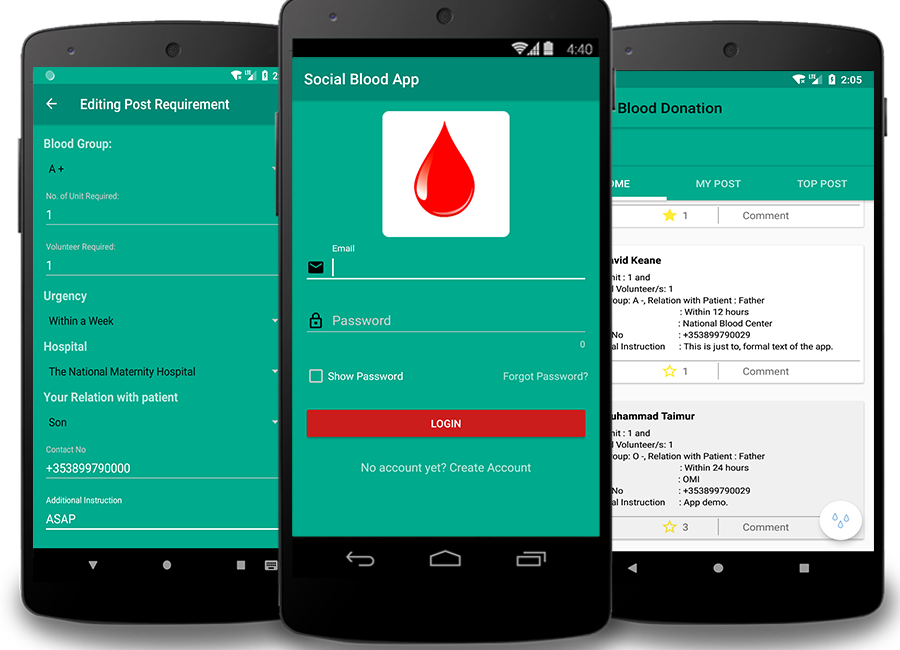 2
Editing Post Requirement
Blood Group:
A+
No. of Unit Required:
1
Volunteer Required:
1
Urgency
Within a Week
Hospital
The National Maternity Hospital
Your Relation with patient
Son
Contact No
+353899790000
Additional Instruction
ASAP
4:40
Social Blood App
Email
Password
0
Show Password
Forgot Password?
LOGIN
No account yet? Create Account
LTE 2:05
Blood Donation
OME MY POST TOP POST
1 Comment
avid Keane
nit : 1 and
l Volunteer/s: 1
oup: A -, Relation with Patient : Father
: Within 12 hours
: National Blood Center
No : +353899790029
al Instruction : This is just to, formal text of the app.
1 Comment
uhammad Taimur
nit : 1 and
l Volunteer/s: 1
oup: O -, Relation with Patient : Father
: Within 24 hours
: OMI
No : +353899790029
al Instruction : App demo.
3 Comment